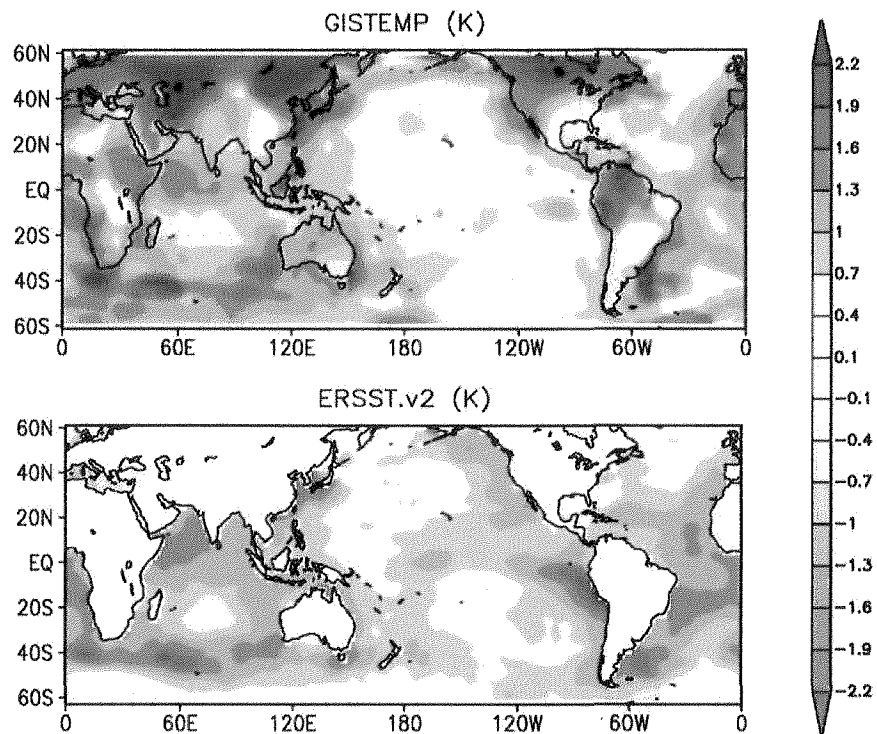 GISTEMP (K)
60N
40N
20N
EQ
20S
40S
60S
0 60E 120E 180 120W 60W 0
ERSST.v2 (K)
60N
40N
20N
EQ
20S
40S
60S
0 60E 120E 180 120W 60W 0
2.2
1.9
1.6
1.3
1
0.7
0.4
0.1
-0.1
-0.4
-0.7
-1
-1.3
-1.6
-1.9
-2.2